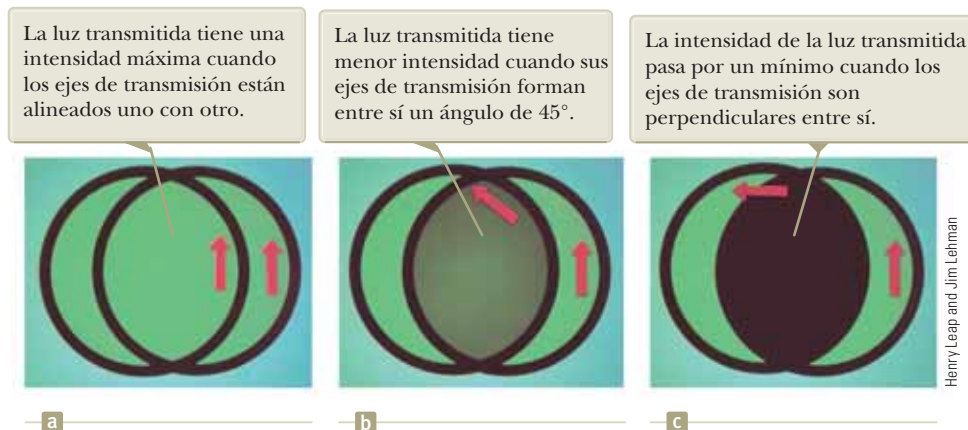 La luz transmitida tiene una
intensidad máxima cuando
los ejes de transmisión están
alineados uno con otro.
La luz transmitida tiene
menor intensidad cuando sus
ejes de transmisión forman
entre sí un ángulo de 45°.
La intensidad de la luz transmitida
pasa por un mínimo cuando los
ejes de transmisión son
perpendiculares entre sí.
Henry Leap and Jim Lehman
a
b
c